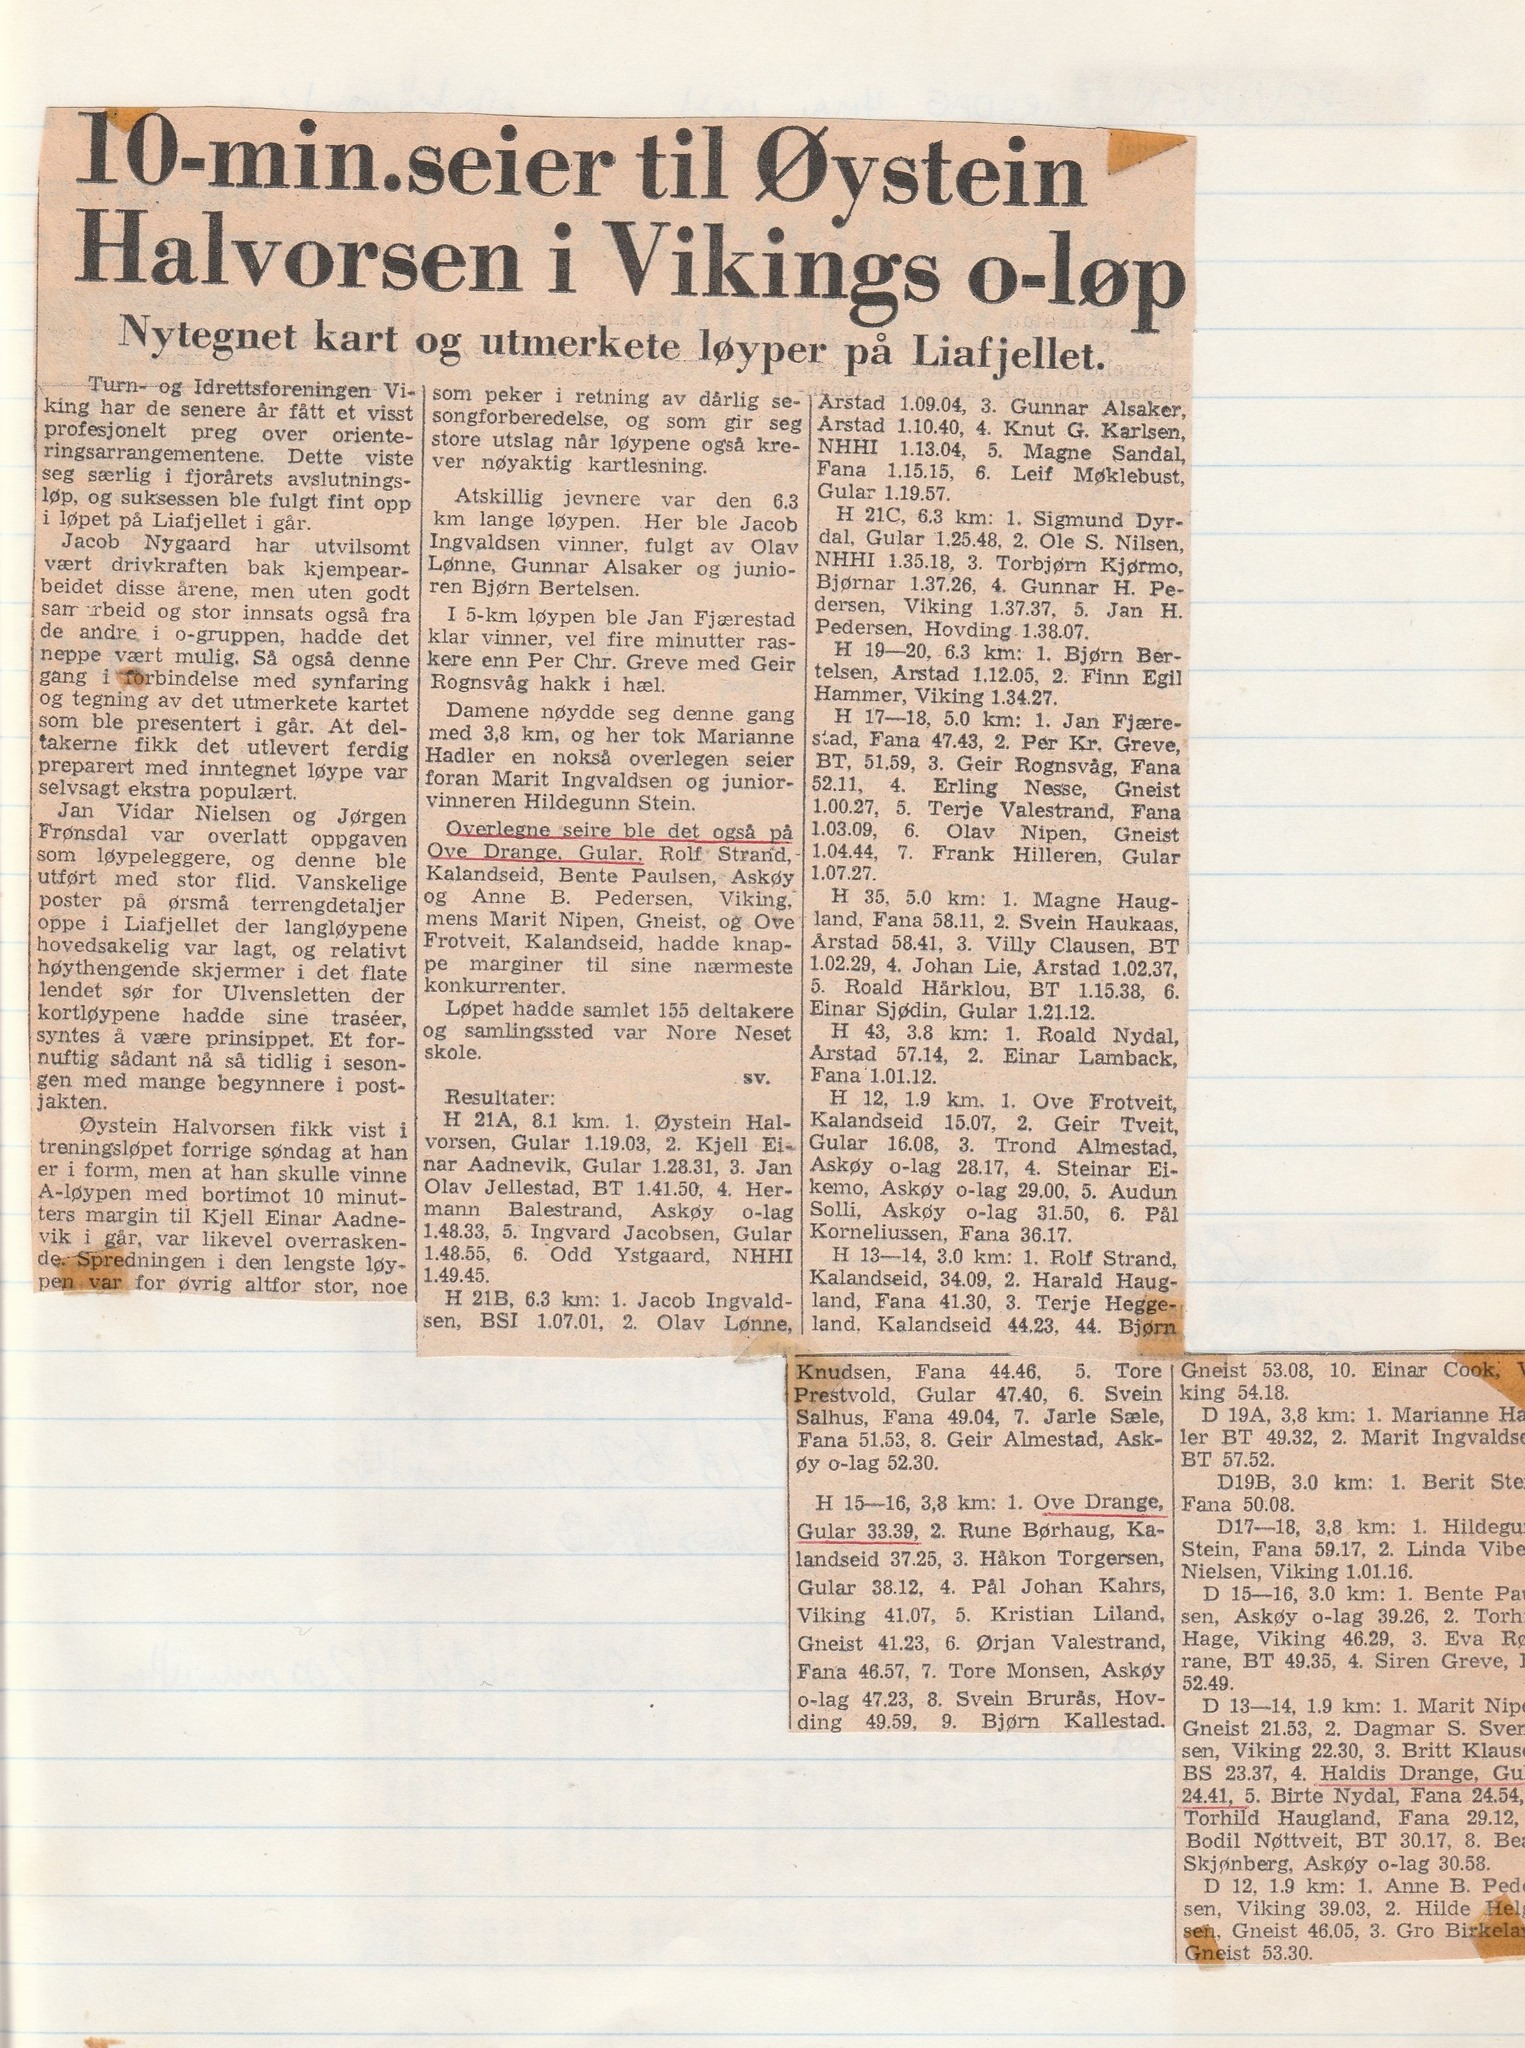 10-min.seier til Øystein
Halvorsen i Vikings o-løp
Nytegnet kart og utmerkete løyper på Liafjellet.
Turn- og Idrettsforeningen Vi-
king har de senere år fått et visst
profesjonelt preg over oriente-
ringsarrangementene. Dette viste
seg særlig i fjorårets avslutnings-
løp, og suksessen ble fulgt fint opp
i løpet på Liafjellet i går.
Jacob Nygaard har utvilsomt
vært drivkraften bak kjempear-
beidet disse årene, men uten godt
sam rbeid og stor innsats også fra
de andre i o-gruppen, hadde det
neppe vært mulig. Så også denne
gang i forbindelse med synfaring
og tegning av det utmerkete kartet
som ble presentert i går. At del-
takerne fikk det utlevert ferdig
preparert med inntegnet løype var
selvsagt ekstra populært.
Jan Vidar Nielsen og Jørgen
Frønsdal var overlatt oppgaven
som løypeleggere, og denne ble
utført med stor flid. Vanskelige
poster på ørsmå terrengdetaljer
oppe i Liafjellet der langløypene
hovedsakelig var lagt, og relativt
høythengende skjermer i det flate
lendet sør for Ulvensletten der
kortløypene hadde sine traséer,
syntes å være prinsippet. Et for-
nuftig sådant nå så tidlig i seson-
gen med mange begynnere i post-
jakten.
Øystein Halvorsen fikk vist i
treningsløpet forrige søndag at han
er i form, men at han skulle vinne
A-løypen med bortimot 10 minut-
ters margin til Kjell Einar Aadne-
vik i går, var likevel overrasken-
de. Spredningen i den lengste løy-
pen var for øvrig altfor stor, noe
som peker i retning av dårlig se-
songforberedelse, og som gir seg
store utslag når løypene også kre-
ver nøyaktig kartlesning.
Atskillig jevnere var den 6.3
km lange løypen. Her ble Jacob
Ingvaldsen vinner, fulgt av Olav
Lønne, Gunnar Alsaker og junio-
ren Bjørn Bertelsen.
I 5-km løypen ble Jan Fjærestad
klar vinner, vel fire minutter ras-
kere enn Per Chr. Greve med Geir
Rognsvåg hakk i hæl.
Damene nøydde seg denne gang
med 3,8 km, og her tok Marianne
Hadler en nokså overlegen seier
foran Marit Ingvaldsen og junior-
vinneren Hildegunn Stein.
Overlegne seire ble det også på
Ove Drange, Gular, Rolf Strand,
Kalandseid, Bente Paulsen, Askøy
og Anne B. Pedersen, Viking,
mens Marit Nipen, Gneist, og Ove
Frotveit, Kalandseid, hadde knap-
pe marginer til sine nærmeste
konkurrenter.
Løpet hadde samlet 155 deltakere
og samlingssted var Nore Neset
skole.
sv.
Resultater:
H 21A, 8.1 km. 1. Øystein Hal-
vorsen, Gular 1.19.03, 2. Kjell Ei-
nar Aadnevik, Gular 1.28.31, 3. Jan
Olav Jellestad, BT 1.41.50, 4. Her-
mann Balestrand, Askøy o-lag
1.48.33, 5. Ingvard Jacobsen, Gular
1.48.55, 6. Odd Ystgaard, NHHI
1.49.45.
H 21B, 6.3 km: 1. Jacob Ingvald-
sen, BSI 1.07.01, 2. Olav Lønne,
Årstad 1.09.04, 3. Gunnar Alsaker,
Årstad 1.10.40, 4. Knut G. Karlsen,
NHHI 1.13.04, 5. Magne Sandal,
Fana 1.15.15, 6. Leif Møklebust,
Gular 1.19.57.
H 21C, 6.3 km: 1. Sigmund Dyr-
dal, Gular 1.25.48, 2. Ole S. Nilsen,
NHHI 1.35.18, 3. Torbjørn Kjørmo,
Bjørnar 1.37.26, 4. Gunnar H. Pe-
dersen, Viking 1.37.37, 5. Jan H.
Pedersen, Hovding 1.38.07.
H 19—20, 6.3 km: 1. Bjørn Ber-
telsen, Arstad 1.12.05, 2. Finn Egil
Hammer, Viking 1.34.27.
H 17—18, 5.0 km: 1. Jan Fjære-
stad, Fana 47.43, 2. Per Kr. Greve,
BT, 51.59, 3. Geir Rognsvåg, Fana
52.11, 4. Erling Nesse, Gneist
1.00.27, 5. Terje Valestrand, Fana
1.03.09, 6. Olav Nipen, Gneist
1.04.44, 7. Frank Hilleren, Gular
1.07.27.
H 35, 5.0 km: 1. Magne Haug-
land, Fana 58.11, 2. Svein Haukaas,
Årstad 58.41, 3. Villy Clausen, BT
1.02.29, 4. Johan Lie, Arstad 1.02.37,
5. Roald Hårklou, BT 1.15.38, 6.
Einar Sjødin, Gular 1.21.12.
H 43, 3.8 km: 1. Roald Nydal,
Arstad 57.14, 2. Einar Lamback,
Fana 1.01.12.
H 12, 1.9 km. 1. Ove Frotveit,
Kalandseid 15.07, 2. Geir Tveit,
Gular 16.08, 3. Trond Almestad,
Askøy o-lag 28.17, 4. Steinar Ei-
kemo, Askøy o-lag 29.00, 5. Audun
Solli, Askøy o-lag 31.50, 6. Pål
Korneliussen, Fana 36.17.
H 13—14, 3.0 km: 1. Rolf Strand,
Kalandseid, 34.09, 2. Harald Haug-
land, Fana 41.30, 3. Terje Hegge-
land, Kalandseid 44.23, 44. Bjørn
Knudsen, Fana 44.46, 5. Tore
Prestvold, Gular 47.40, 6. Svein
Salhus, Fana 49.04, 7. Jarle Sæle,
Fana 51.53, 8. Geir Almestad, Ask-
øy o-lag 52.30.
H 15—16, 3,8 km: 1. Ove Drange,
Gular 33.39, 2. Rune Børhaug, Ka-
landseid 37.25, 3. Håkon Torgersen,
Gular 38.12, 4. Pål Johan Kahrs,
Viking 41.07, 5. Kristian Liland,
Gneist 41.23, 6. Ørjan Valestrand,
Fana 46.57, 7. Tore Monsen, Askøy
o-lag 47.23, 8. Svein Brurås, Hov-
ding 49.59, 9. Bjørn Kallestad.
Gneist 53.08, 10. Einar Cook, V
king 54.18.
D 19A, 3,8 km: 1. Marianne Ha
ler BT 49.32, 2. Marit Ingvaldse
BT 57.52.
D19B, 3.0 km: 1. Berit Ste
Fana 50.08.
D17—18, 3,8 km: 1. Hildegu
Stein, Fana 59.17, 2. Linda Vibe
Nielsen, Viking 1.01.16.
D 15—16, 3.0 km: 1. Bente Pau
sen, Askøy o-lag 39.26, 2. Torh
Hage, Viking 46.29, 3. Eva Rø
rane, BT 49.35, 4. Siren Greve,
52.49.
D 13—14, 1.9 km: 1. Marit Nipe
Gneist 21.53, 2. Dagmar S. Sven
sen, Viking 22.30, 3. Britt Klause
BS 23.37, 4. Haldis Drange, Gul
24.41, 5. Birte Nydal, Fana 24.54,
Torhild Haugland, Fana 29.12,
Bodil Nøttveit, BT 30.17, 8. Bea
Skjønberg, Askøy o-lag 30.58.
D 12, 1.9 km: 1. Anne B. Pede
sen, Viking 39.03, 2. Hilde Helg
sen, Gneist 46.05, 3. Gro Birkelan
Gneist 53.30.